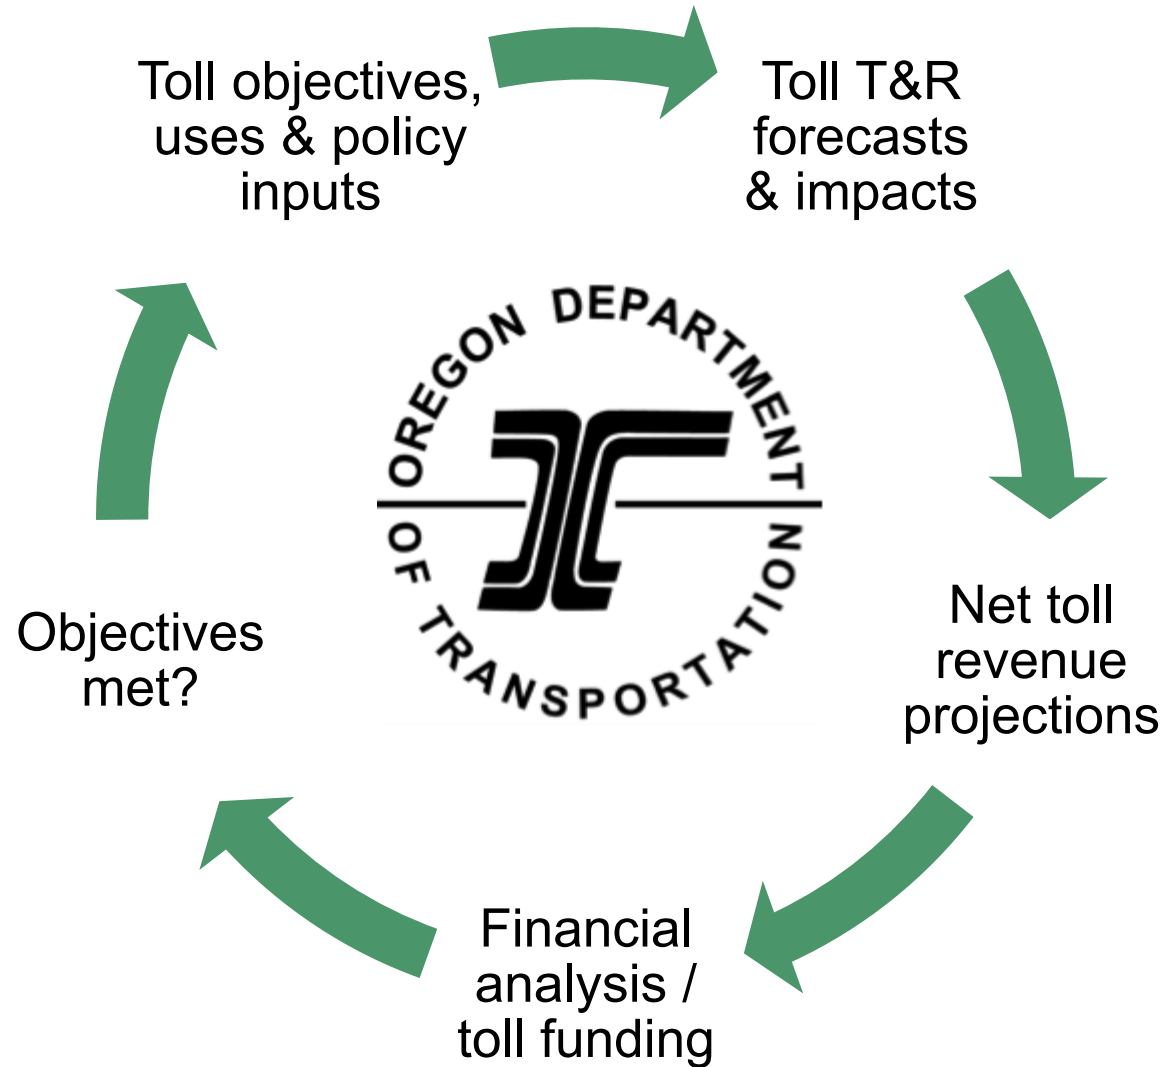 Toll objectives,
uses & policy
inputs
Toll T&R
forecasts
& impacts
OREGON DEPARTMENT
OF TRANSPORTATION
Net toll
revenue
projections
Financial
analysis /
toll funding
Objectives
met?